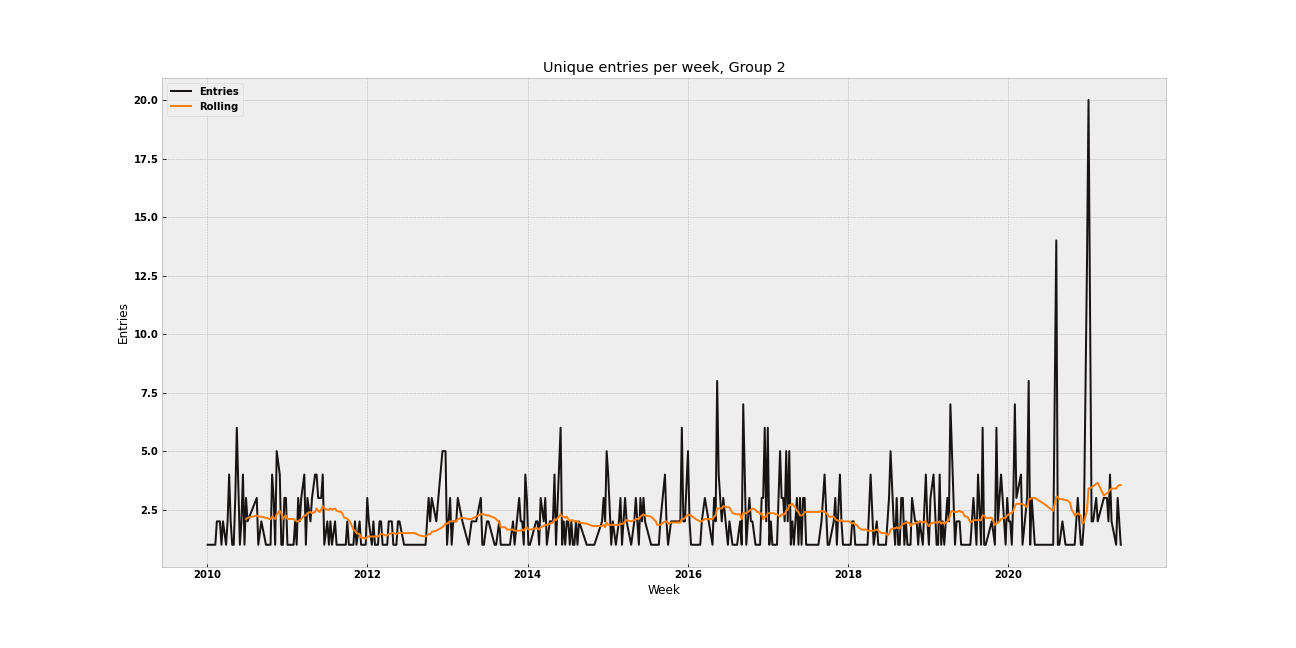 Unique entries per week, Group 2
Entries
Rolling
20.0
17.5
15.0
12.5
10.0
7.5
5.0
2.5
Entries
2010 2012 2014 2016 2018 2020
Week